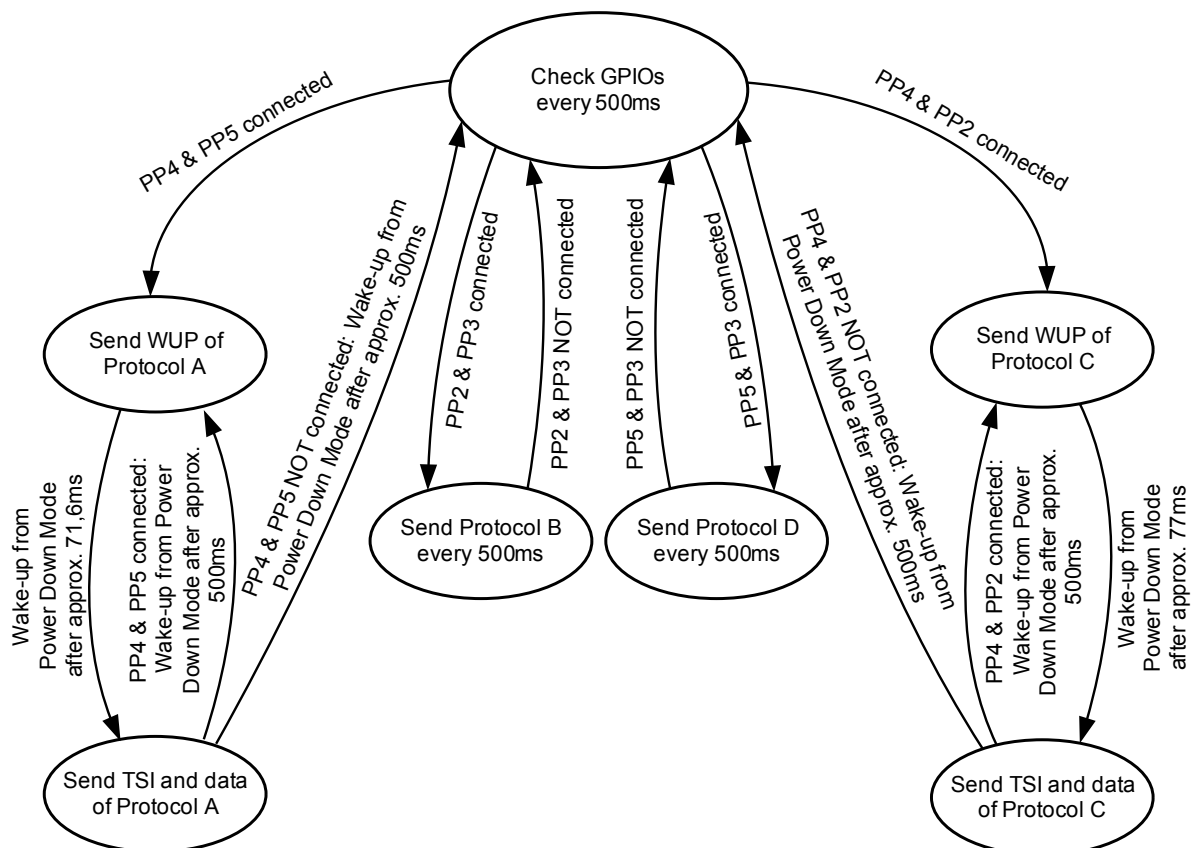 Check GPIOs
every 500ms
PP4 & PP5 connected
PP4 & PP2 connected
PP4 & PP5 NOT connected: Wake-up from
Power Down Mode after approx. 500ms
PP2 & PP3 connected
PP2 & PP3 NOT connected
PP5 & PP3 NOT connected
PP5 & PP3 connected
PP4 & PP2 NOT connected: Wake-up from
Power Down Mode after approx. 500ms
Send WUP of
Protocol A
Send WUP of
Protocol C
Send Protocol B
every 500ms
Send Protocol D
every 500ms
Wake-up from
Power Down Mode
after approx. 71,6ms
PP4 & PP5 connected:
Wake-up from Power
Down Mode after approx.
500ms
PP4 & PP2 connected:
Wake-up from Power
Down Mode after approx.
500ms
Wake-up from
Power Down Mode
after approx. 77ms
Send TSI and data
of Protocol A
Send TSI and data
of Protocol C